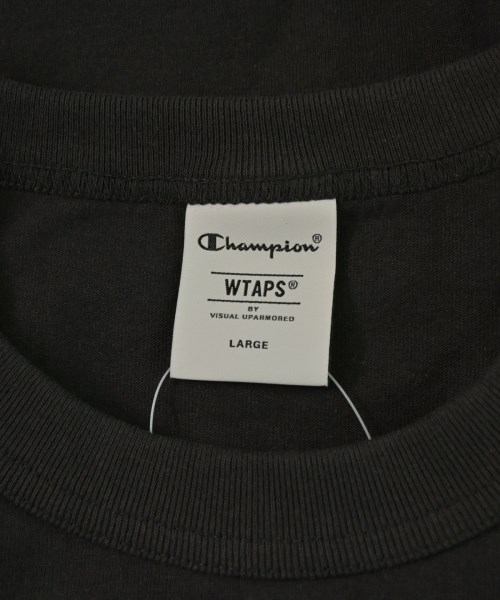 Champion®
WTAPS®
BY
VISUAL UPARMORED
LARGE